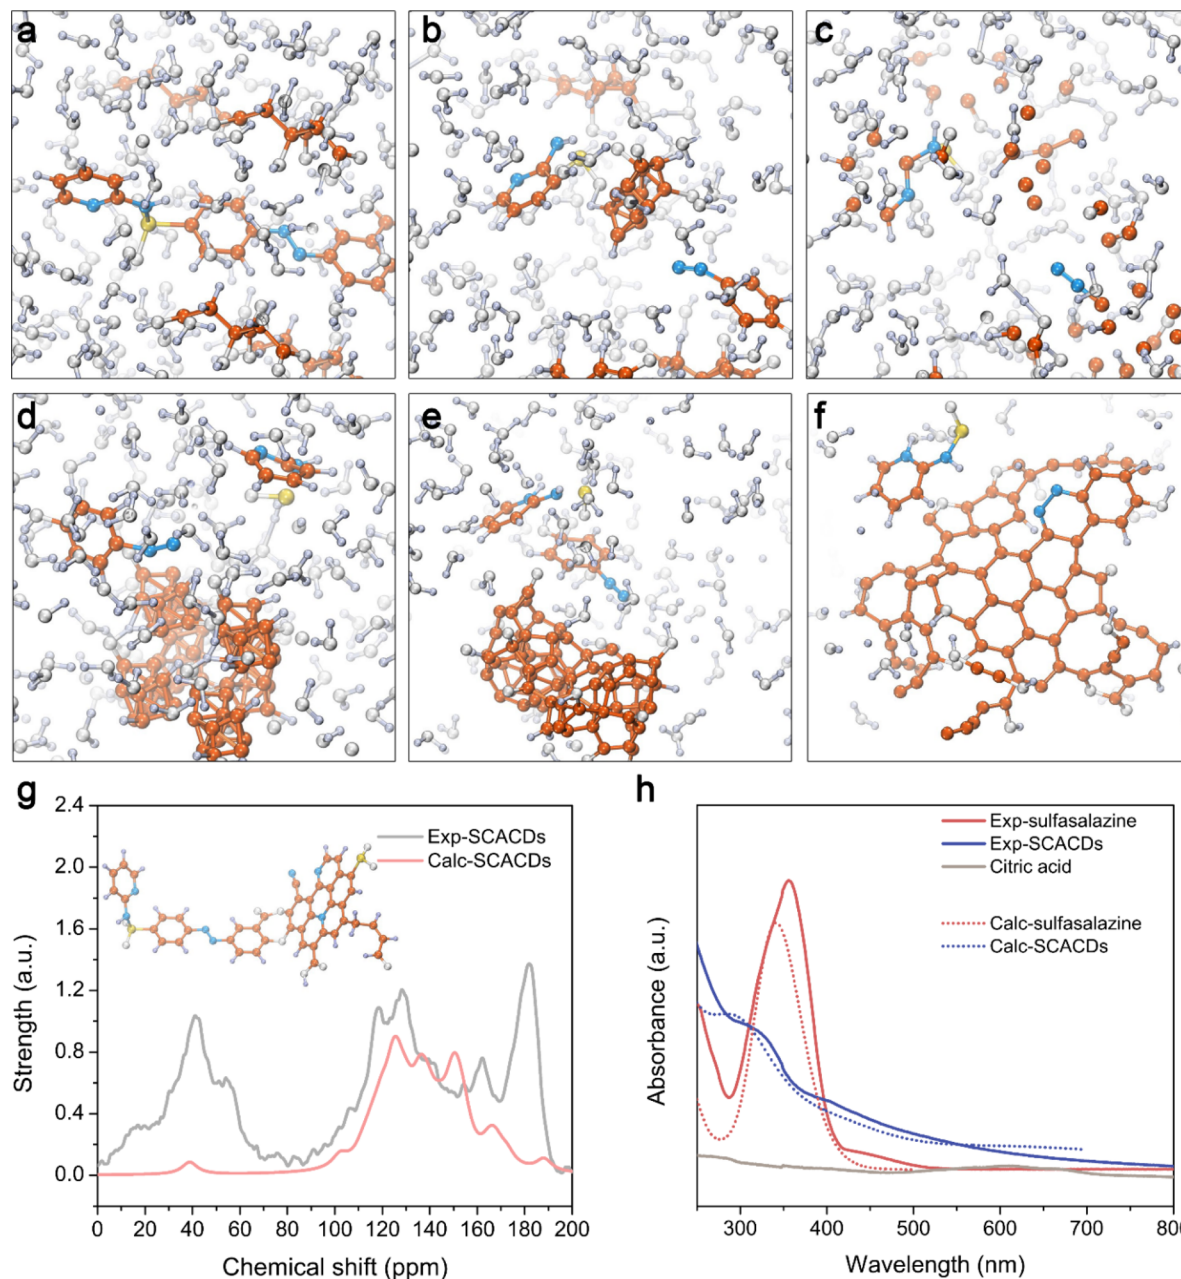 a
b
c
d
e
f
g
h
2.4
2.0
1.6
1.2
0.8
0.4
0.0
Strength (a.u.)
Exp-SCACDs
Calc-SCACDs
0 20 40 60 80 100 120 140 160 180 200
Chemical shift (ppm)
Absorbance (a.u.)
Exp-sulfasalazine
Exp-SCACDs
Citric acid
Calc-sulfasalazine
Calc-SCACDs
300 400 500 600 700 800
Wavelength (nm)